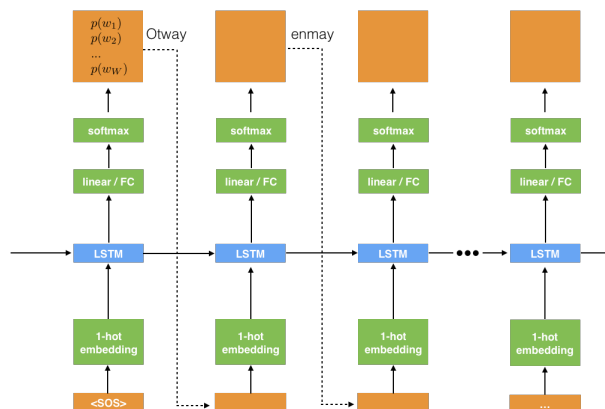 p(w₁)
p(w₂)
...
p(w_W)
Otway
enmay
softmax
softmax
softmax
softmax
linear / FC
linear / FC
linear / FC
linear / FC
LSTM
LSTM
LSTM
LSTM
1-hot
embedding
1-hot
embedding
1-hot
embedding
1-hot
embedding
<SOS>
...